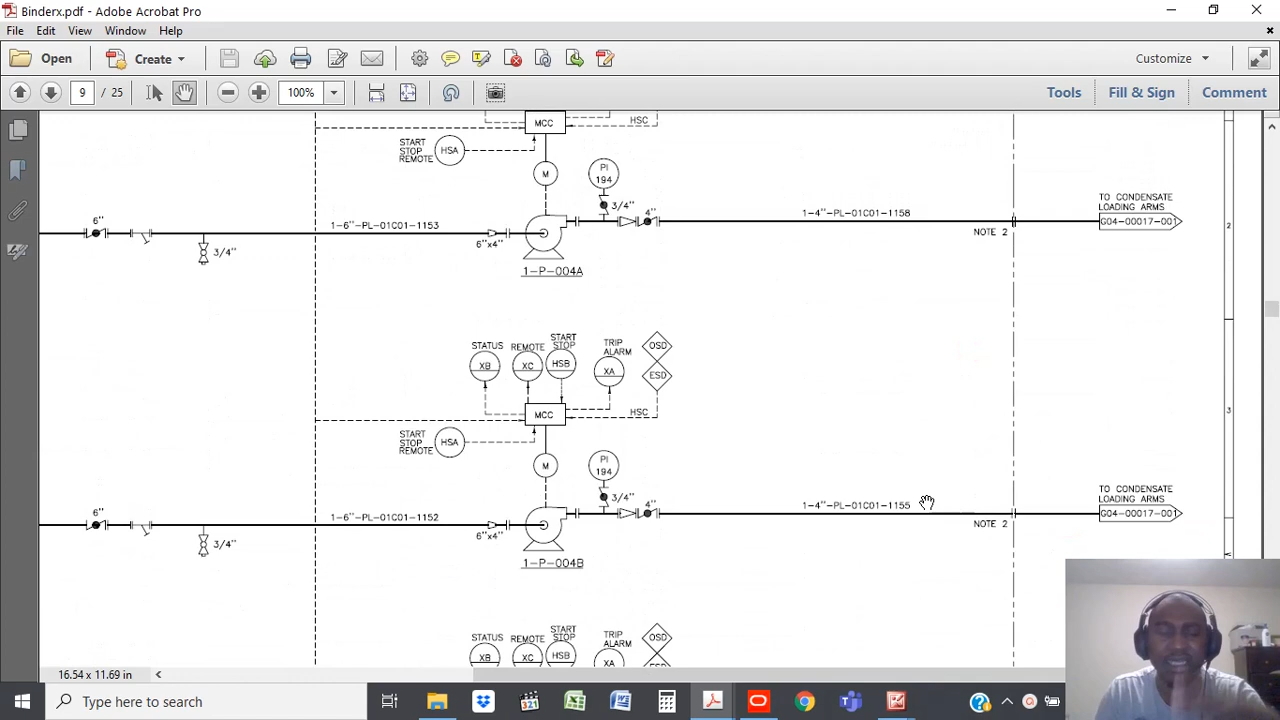 Binderx.pdf - Adobe Acrobat Pro
File Edit View Window Help
Open Create Customize
9 / 25 100% Tools Fill & Sign Comment
MCC
HSC
START
STOP
REMOTE
HSA
M
PI
194
3/4"
6"
1-6"-PL-01C01-1153
4"
1-4"-PL-01C01-1158
TO CONDENSATE
LOADING ARMS
G04-00017-001
NOTE 2
2
3/4"
6"x4"
1-P-004A
STATUS
REMOTE
START
STOP
TRIP
ALARM
OSD
XB
XC
HSB
XA
ESD
MCC
HSC
3
START
STOP
REMOTE
HSA
M
PI
194
3/4"
6"
1-6"-PL-01C01-1152
4"
1-4"-PL-01C01-1155
TO CONDENSATE
LOADING ARMS
G04-00017-001
NOTE 2
3/4"
6"x4"
1-P-004B
STATUS
REMOTE
START
STOP
TRIP
ALARM
OSD
XB
XC
HSB
XA
16.54 x 11.69 in
Type here to search